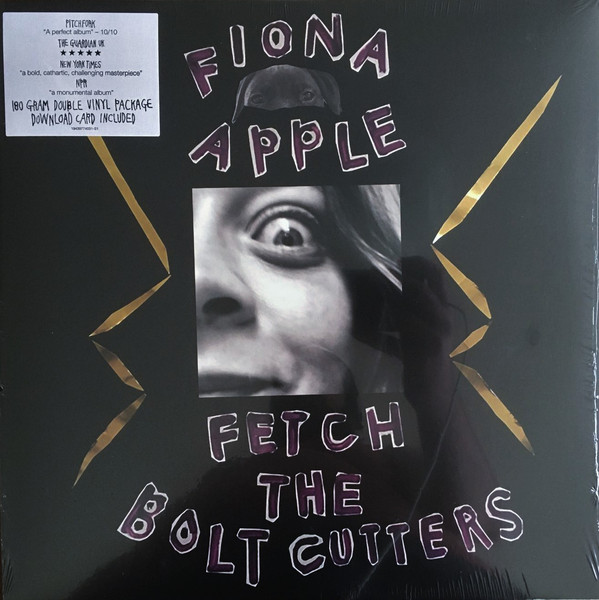 PITCHFORK
"A perfect album" – 10/10
THE GUARDIAN UK
★★★★★
NEW YORK TIMES
"a bold, cathartic, challenging masterpiece"
NPR
"a monumental album"
180 GRAM DOUBLE VINYL PACKAGE
DOWNLOAD CARD INCLUDED
FIONA
APPLE
FETCH
THE
BOLT CUTTERS